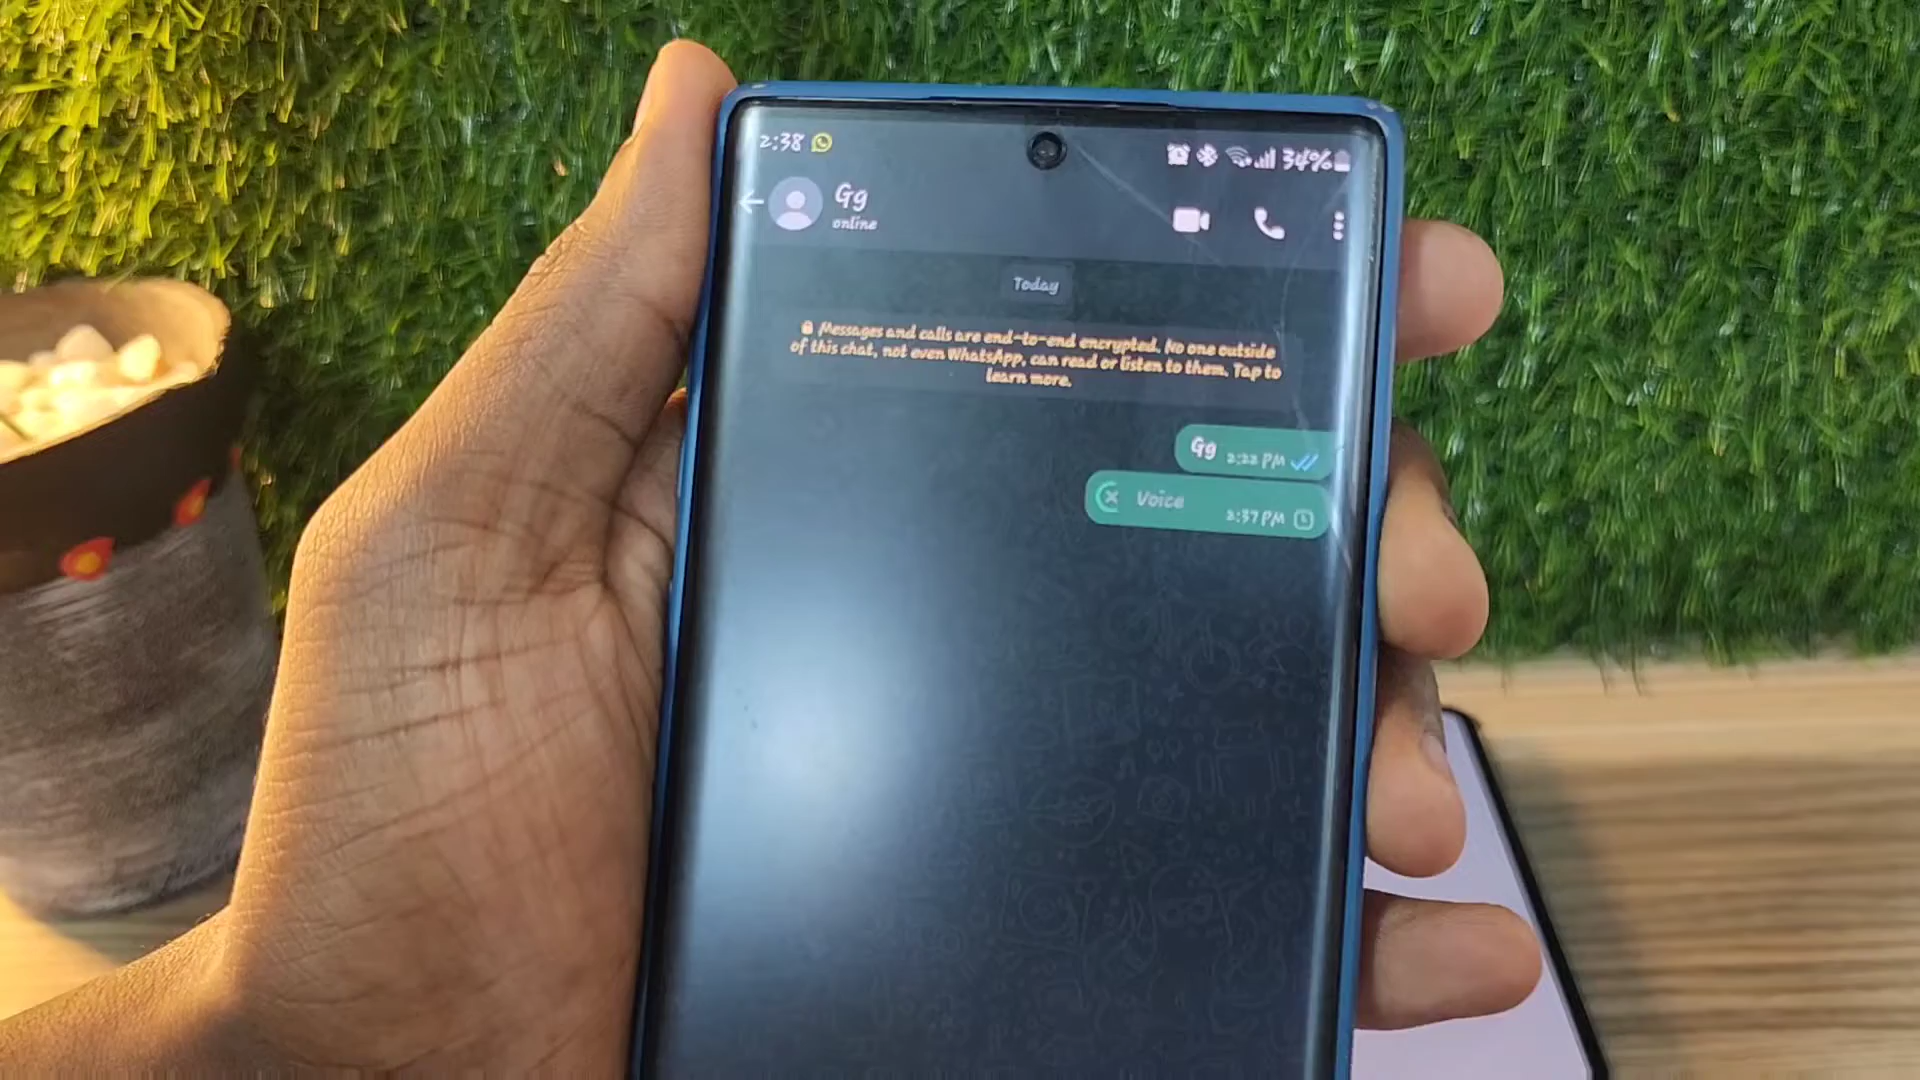 2:38 34%
Gg
online
Today
Messages and calls are end-to-end encrypted. No one outside
of this chat, not even WhatsApp, can read or listen to them. Tap to
learn more.
Gg 2:22 PM
Voice
2:37 PM